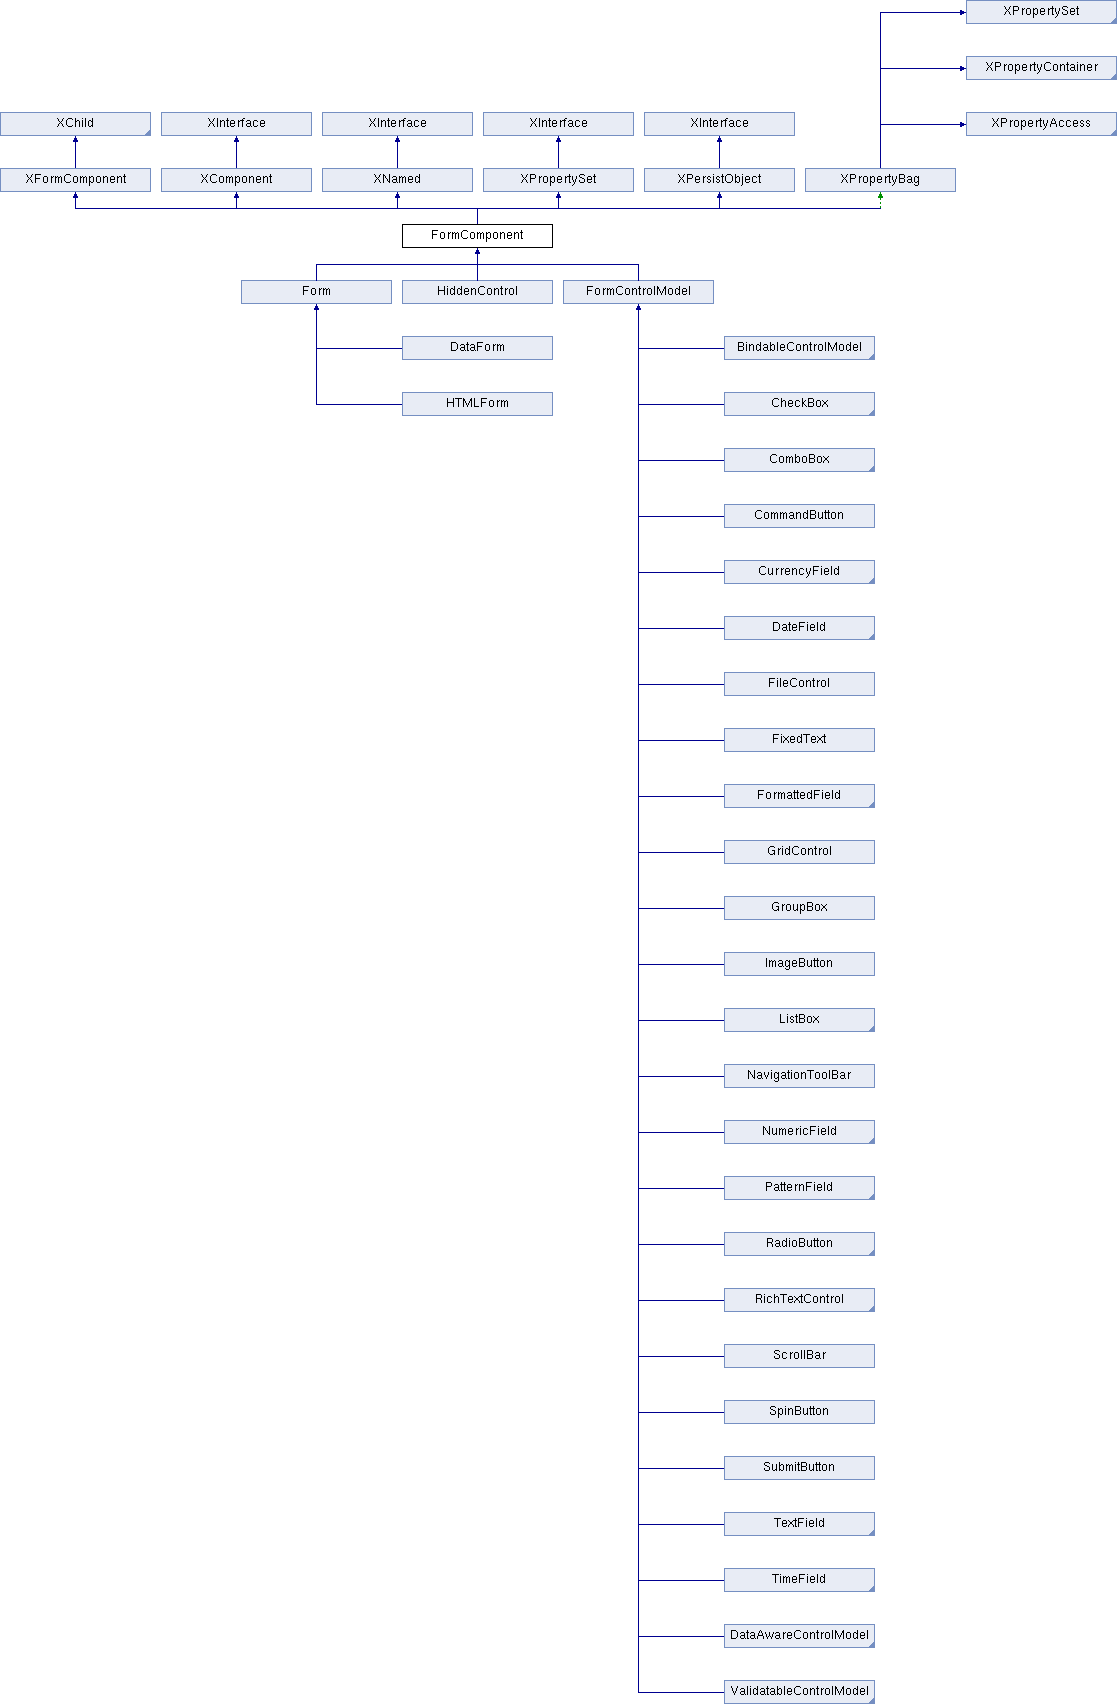 XPropertySet
XPropertyContainer
XChild
XInterface
XInterface
XInterface
XInterface
XPropertyAccess
XFormComponent
XComponent
XNamed
XPropertySet
XPersistObject
XPropertyBag
FormComponent
Form
HiddenControl
FormControlModel
DataForm
BindableControlModel
HTMLForm
CheckBox
ComboBox
CommandButton
CurrencyField
DateField
FileControl
FixedText
FormattedField
GridControl
GroupBox
ImageButton
ListBox
NavigationToolBar
NumericField
PatternField
RadioButton
RichTextControl
ScrollBar
SpinButton
SubmitButton
TextField
TimeField
DataAwareControlModel
ValidatableControlModel